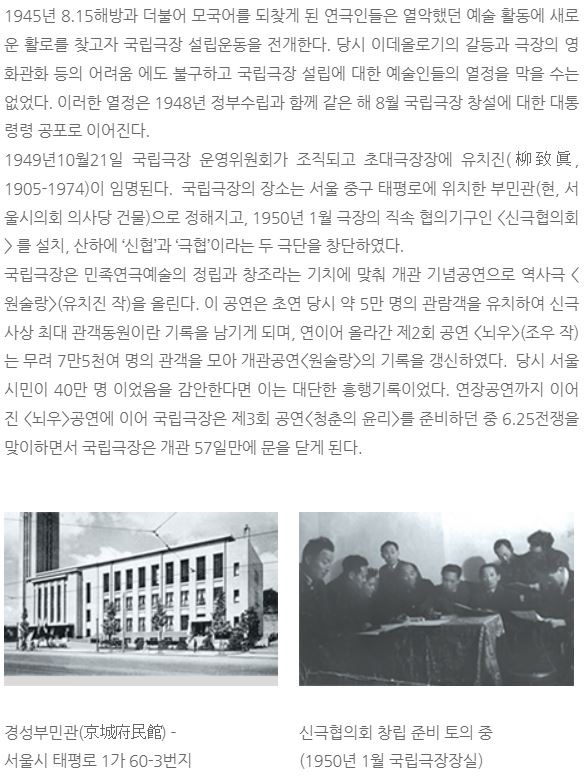 1945년 8.15해방과 더불어 모국어를 되찾게 된 연극인들은 열악했던 예술 활동에 새로
운 활로를 찾고자 국립극장 설립운동을 전개한다. 당시 이데올로기의 갈등과 극장의 영
화관화 등의 어려움 에도 불구하고 국립극장 설립에 대한 예술인들의 열정을 막을 수는
없었다. 이러한 열정은 1948년 정부수립과 함께 같은 해 8월 국립극장 창설에 대한 대통
령령 공포로 이어진다.
1949년10월21일 국립극장 운영위원회가 조직되고 초대극장장에 유치진(柳致眞,
1905-1974)이 임명된다. 국립극장의 장소는 서울 중구 태평로에 위치한 부민관(현, 서
울시의회 의사당 건물)으로 정해지고, 1950년 1월 극장의 직속 협의기구인 〈신극협의회
〉를 설치, 산하에 ‘신협’과 ‘극협’이라는 두 극단을 창단하였다.
국립극장은 민족연극예술의 정립과 창조라는 기치에 맞춰 개관 기념공연으로 역사극 〈
원술랑〉(유치진 작)을 올린다. 이 공연은 초연 당시 약 5만 명의 관람객을 유치하여 신극
사상 최대 관객동원이란 기록을 남기게 되며, 연이어 올라간 제2회 공연 〈뇌우〉(조우 작)
는 무려 7만5천여 명의 관객을 모아 개관공연〈원술랑〉의 기록을 갱신하였다. 당시 서울
시민이 40만 명 이었음을 감안한다면 이는 대단한 흥행기록이었다. 연장공연까지 이어
진 〈뇌우〉공연에 이어 국립극장은 제3회 공연〈청춘의 윤리〉를 준비하던 중 6.25전쟁을
맞이하면서 국립극장은 개관 57일만에 문을 닫게 된다.
경성부민관(京城府民館) -
서울시 태평로 1가 60-3번지
신극협의회 창립 준비 토의 중
(1950년 1월 국립극장장실)